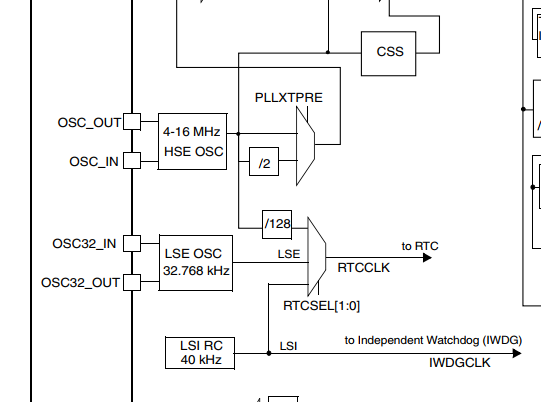 CSS
PLLXTPRE
OSC_OUT
4-16 MHz
HSE OSC
OSC_IN
/2
/128
OSC32_IN
LSE OSC
32.768 kHz
LSE
to RTC
RTCCLK
OSC32_OUT
RTCSEL[1:0]
LSI RC
40 kHz
LSI
to Independent Watchdog (IWDG)
IWDGCLK